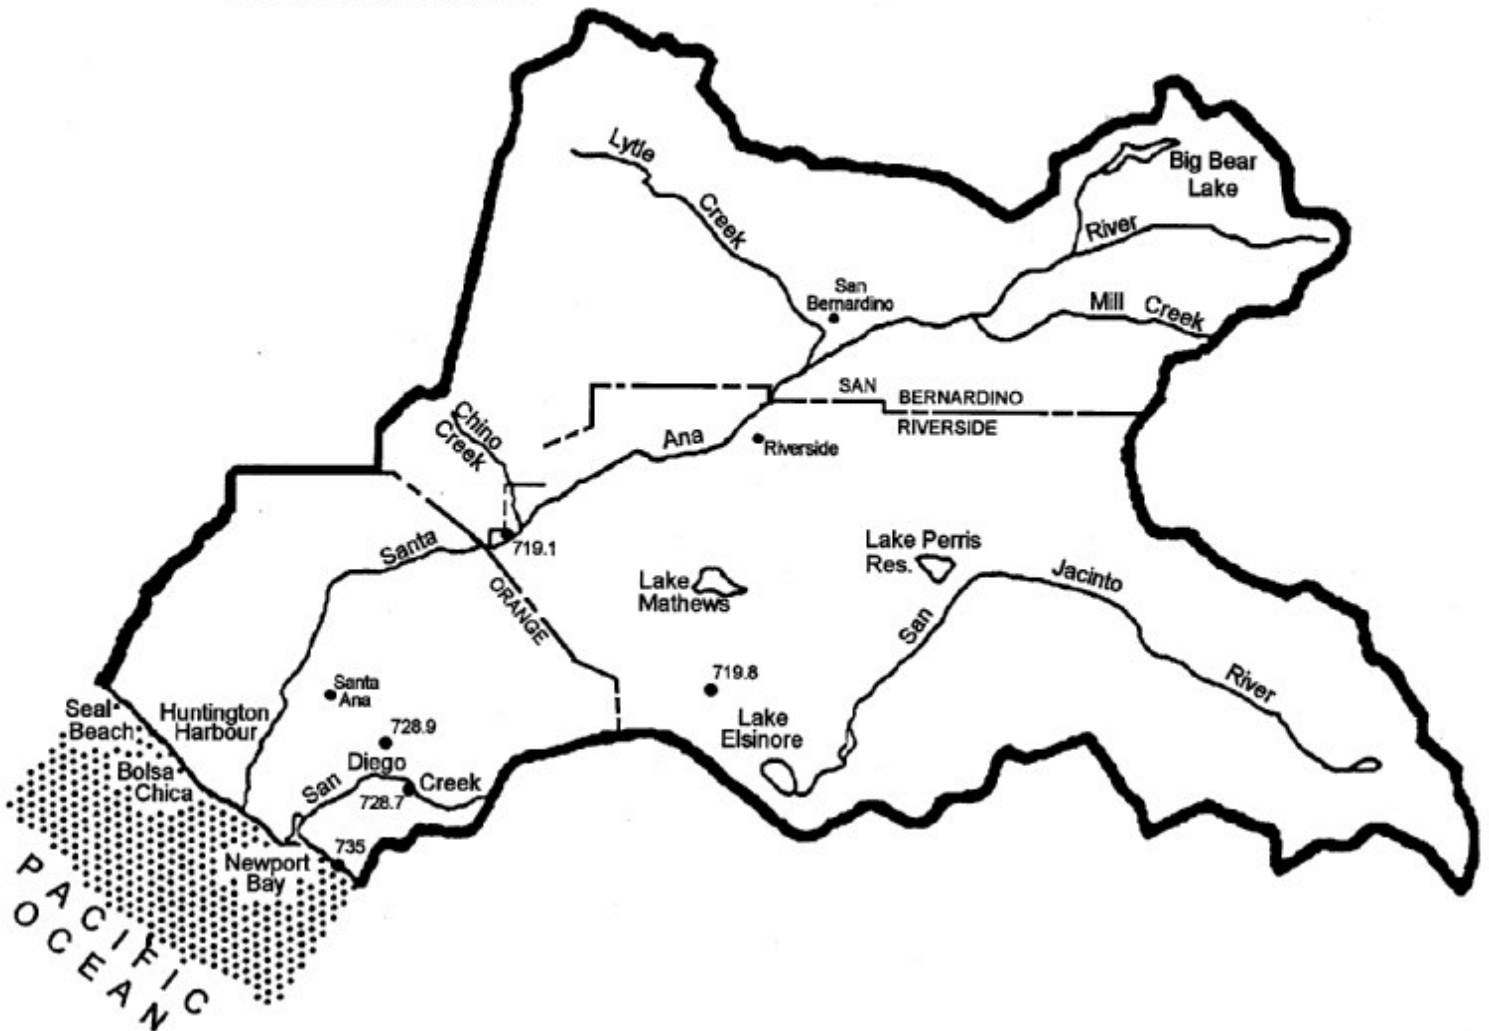 Lytle
Creek
Big Bear
Lake
River
San
Bernardino
Mill Creek
SAN BERNARDINO
RIVERSIDE
Chino
Creek
Ana
Riverside
Santa
719.1
ORANGE
Lake
Mathews
Lake Perris
Res.
San
Jacinto
River
719.8
Lake
Elsinore
Santa
Ana
728.9
Seal
Beach
Huntington
Harbour
Bolsa
Chica
San
Diego
Creek
728.7
735
Newport
Bay
PACIFIC
OCEAN